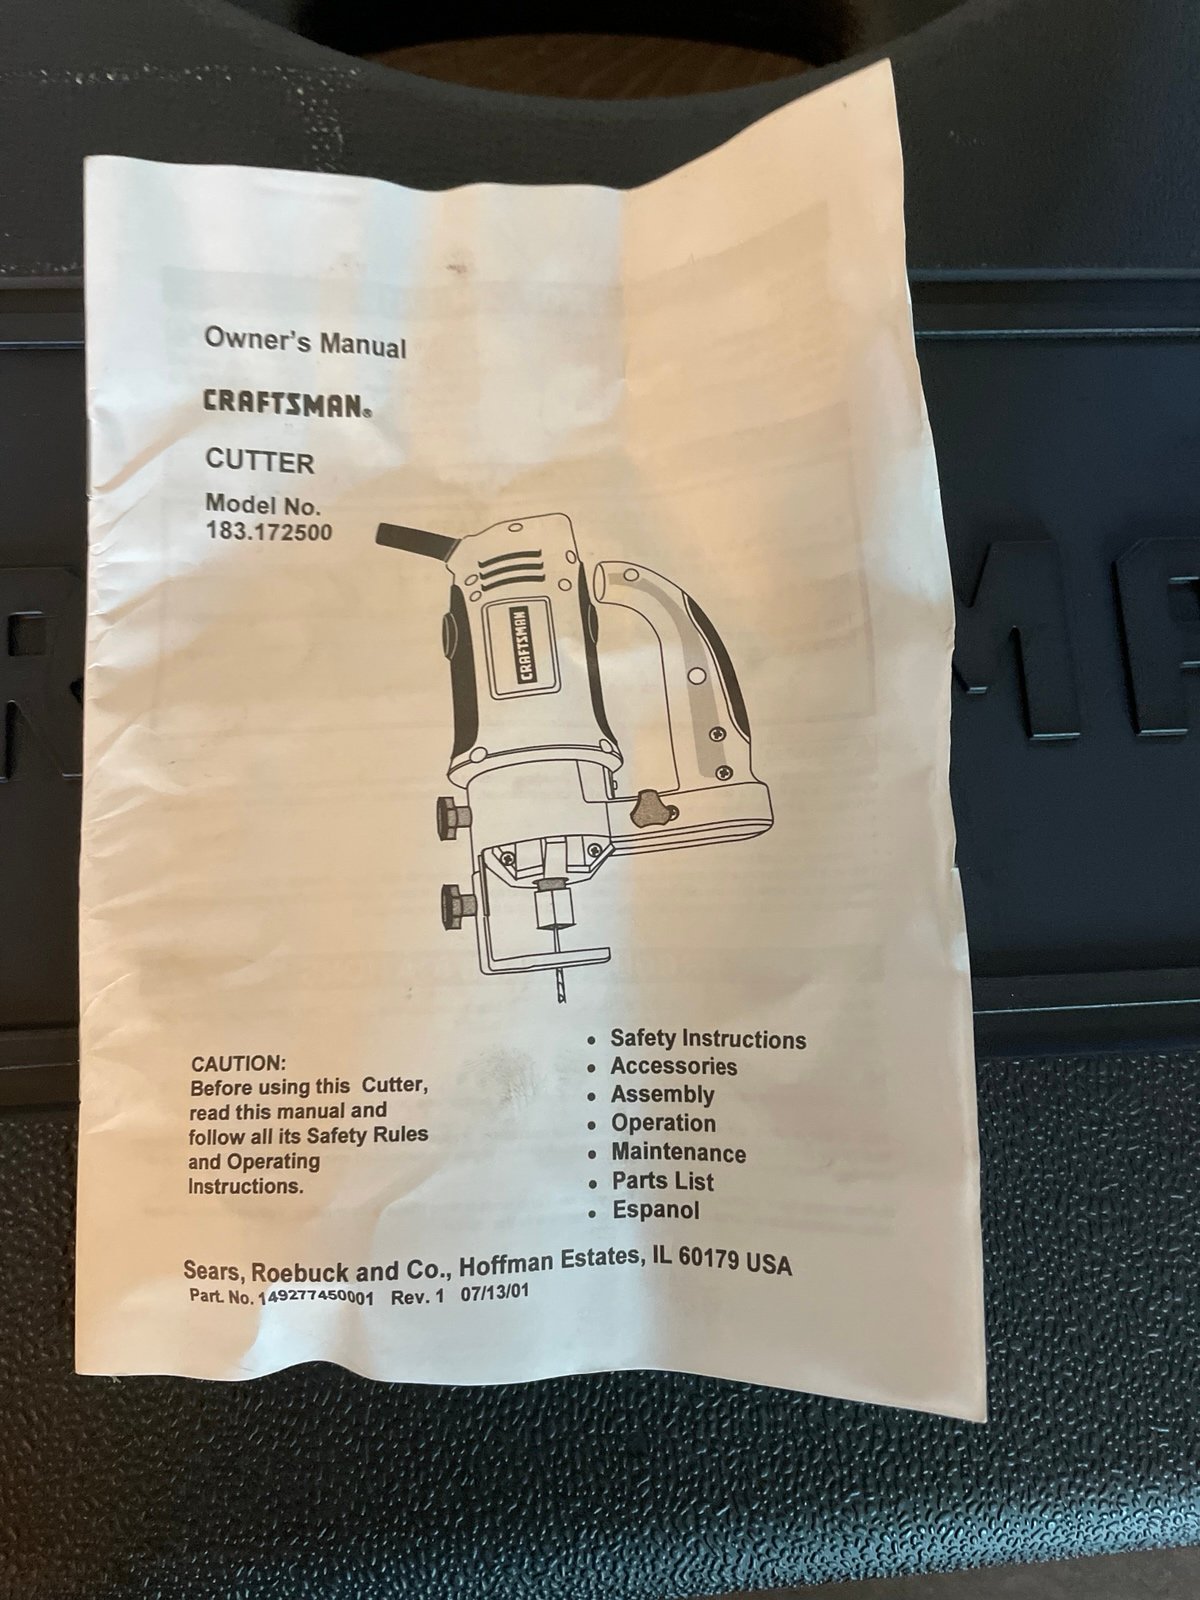 Owner's Manual
CRAFTSMAN®
CUTTER
Model No.
183.172500
CRAFTSMAN
CAUTION:
Before using this Cutter,
read this manual and
follow all its Safety Rules
and Operating
Instructions.
• Safety Instructions
• Accessories
• Assembly
• Operation
• Maintenance
• Parts List
• Espanol
Sears, Roebuck and Co., Hoffman Estates, IL 60179 USA
Part. No. 149277450001 Rev. 1 07/13/01